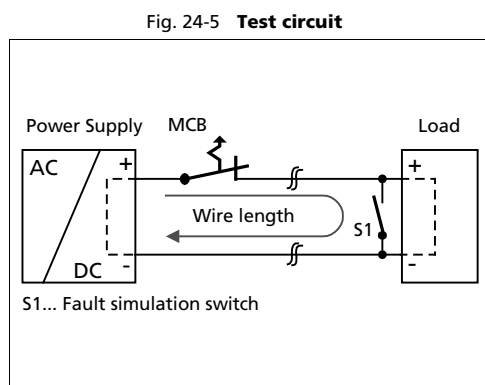 Fig. 24-5 Test circuit
Power Supply MCB Load
AC + +
Wire length
S1
DC - -
S1... Fault simulation switch